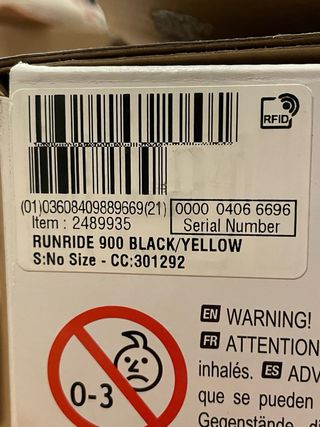 RFID
(01)03608409889669(21) 0000 0406 6696
Item : 2489935 Serial Number
RUNRIDE 900 BLACK/YELLOW
S:No Size - CC:301292
0-3
EN WARNING!
FR ATTENTION
inhalés. ES ADV
que se pueden
Gegenstände di